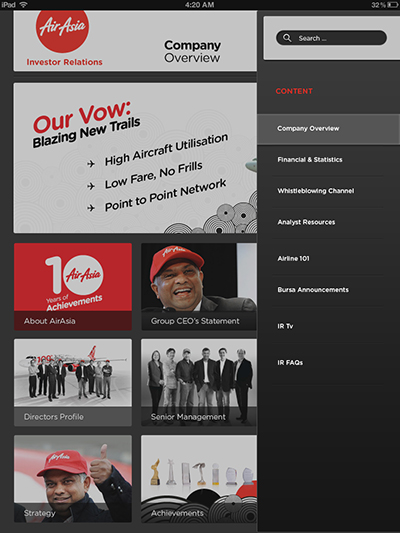 iPad
4:20 AM
32%
AirAsia
Investor Relations
Company
Overview
Our Vow:
Blazing New Trails
High Aircraft Utilisation
Low Fare, No Frills
Point to Point Network
10
AirAsia
Years of
Achievements
About AirAsia
AirAsia
Group CEO's Statement
Directors Profile
Senior Management
AirAsia
Strategy
Achievements
Search ...
CONTENT
Company Overview
Financial & Statistics
Whistleblowing Channel
Analyst Resources
Airline 101
Bursa Announcements
IR Tv
IR FAQs